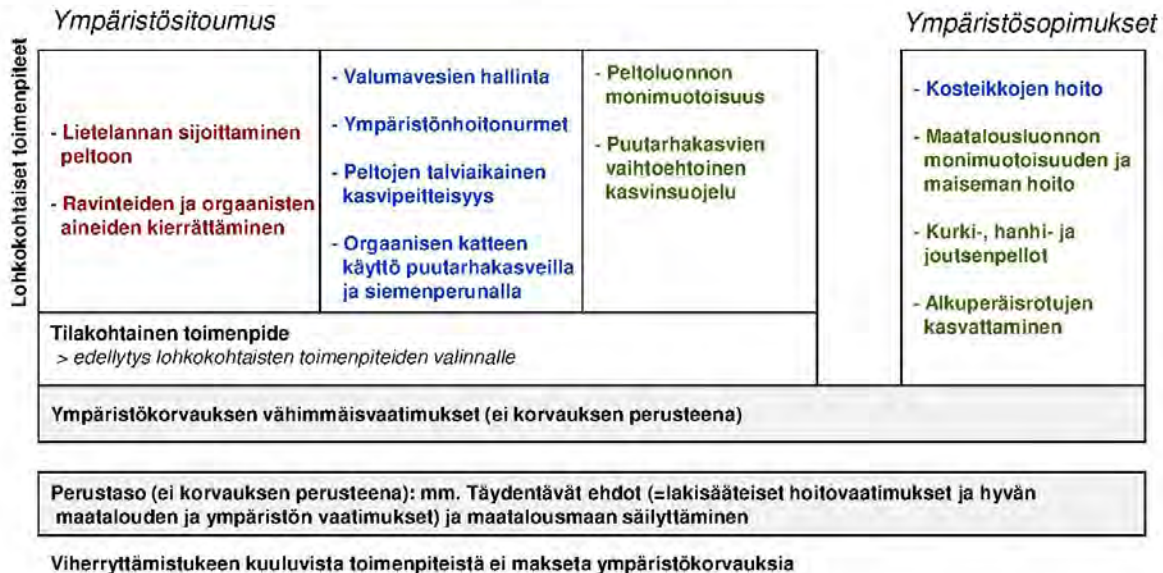 Ympäristösitoumus
Ympäristösopimukset
Lohkokohtaiset toimenpiteet
- Lietelannan sijoittaminen
peltoon
- Ravinteiden ja orgaanisten
aineiden kierrättäminen
- Valumavesien hallinta
- Ympäristönhoitonurmet
- Peltojen talviaikainen
kasvipeitteisyys
- Orgaanisen katteen
käyttö puutarhakasveilla
ja siemenperunalla
- Peltoluonnon
monimuotoisuus
- Puutarhakasvien
vaihtoehtoinen
kasvinsuojelu
- Kosteikkojen hoito
- Maatalousluonnon
monimuotoisuuden ja
maiseman hoito
- Kurki-, hanhi- ja
joutsenpellot
- Alkuperäisrotujen
kasvattaminen
Tilakohtainen toimenpide
> edellytys lohkokohtaisten toimenpiteiden valinnalle
Ympäristökorvauksen vähimmäisvaatimukset (ei korvauksen perusteena)
Perustaso (ei korvauksen perusteena): mm. Täydentävät ehdot (=lakisääteiset hoitovaatimukset ja hyvän
maatalouden ja ympäristön vaatimukset) ja maatalousmaan säilyttäminen
Viherryttämistukeen kuuluvista toimenpiteistä ei makseta ympäristökorvauksia